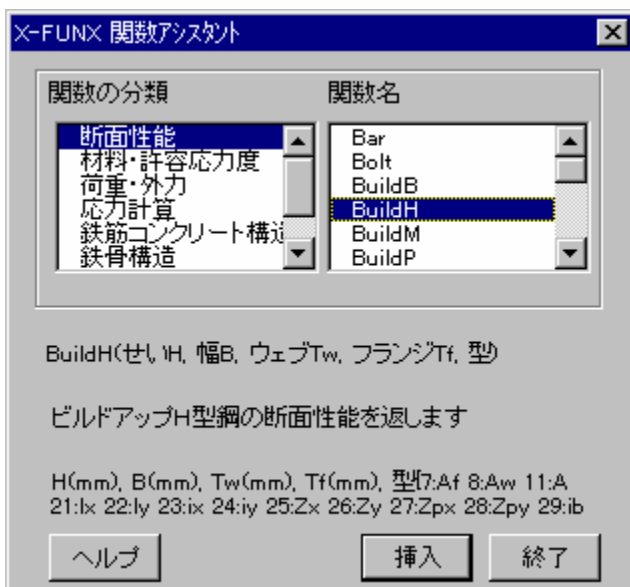 X-FUNX 関数アシスタント
関数の分類
関数名
断面性能
材料・許容応力度
荷重・外力
応力計算
鉄筋コンクリート構造
鉄骨構造
Bar
Bolt
BuildB
BuildH
BuildM
BuildP
BuildH(せいH, 幅B, ウェブTw, フランジTf, 型)
ビルドアップH型鋼の断面性能を返します
H(mm), B(mm), Tw(mm), Tf(mm), 型(7:Af 8:Aw 11:A
21:Ix 22:Iy 23:ix 24:iy 25:Zx 26:Zy 27:Zpx 28:Zpy 29:ib
ヘルプ
挿入
終了